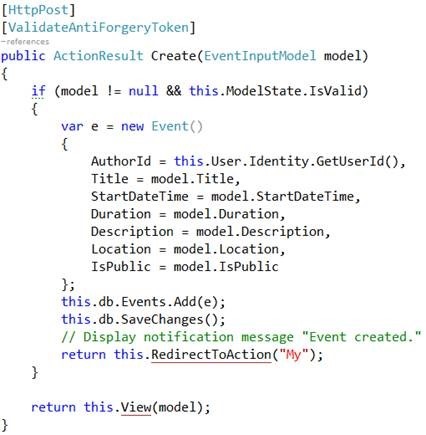 [HttpPost]
[ValidateAntiForgeryToken]
–references
public ActionResult Create(EventInputModel model)
{
    if (model != null && this.ModelState.IsValid)
    {
        var e = new Event()
        {
            AuthorId = this.User.Identity.GetUserId(),
            Title = model.Title,
            StartDateTime = model.StartDateTime,
            Duration = model.Duration,
            Description = model.Description,
            Location = model.Location,
            IsPublic = model.IsPublic
        };
        this.db.Events.Add(e);
        this.db.SaveChanges();
        // Display notification message "Event created."
        return this.RedirectToAction("My");
    }

    return this.View(model);
}